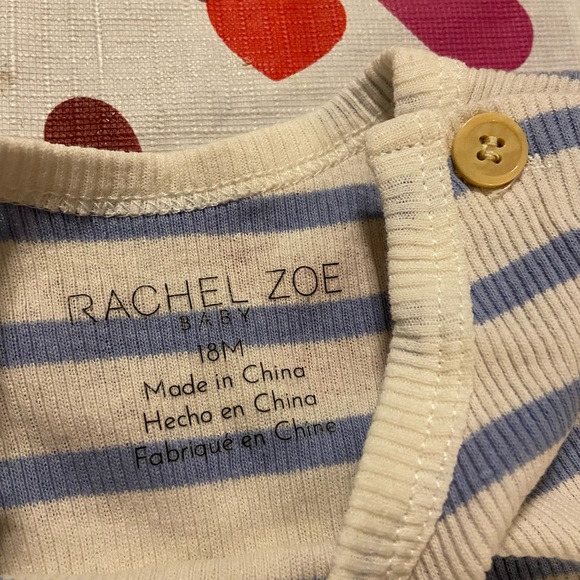 RACHEL ZOE
BABY
18M
Made in China
Hecho en China
Fabriqué en Chine